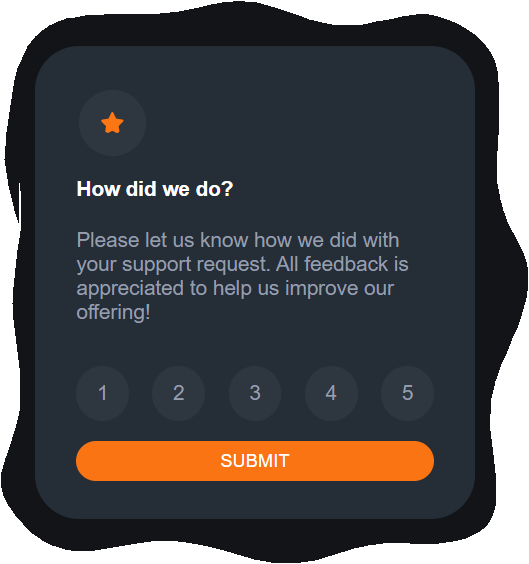 How did we do?
Please let us know how we did with
your support request. All feedback is
appreciated to help us improve our
offering!
1 2 3 4 5
SUBMIT